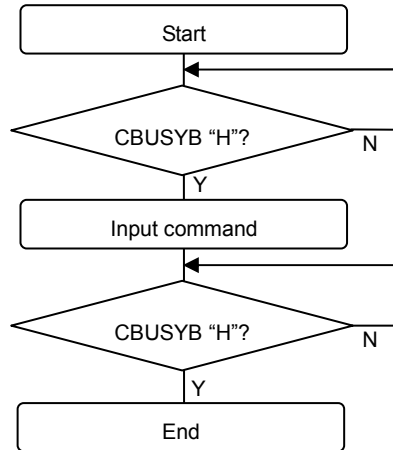 Start
CBUSYB “H”?
N
Y
Input command
CBUSYB “H”?
N
Y
End